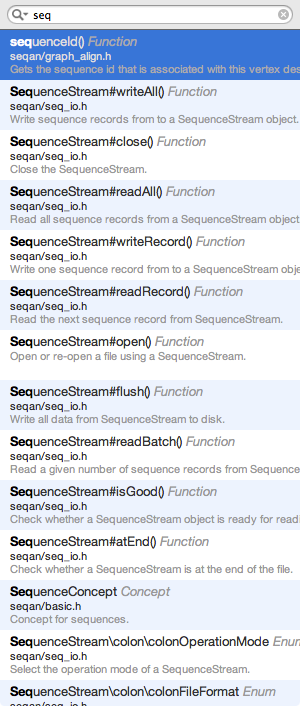 seq
sequenceId() Function
seqan/graph_align.h
Gets the sequence id that is associated with this vertex des
SequenceStream#writeAll() Function
seqan/seq_io.h
Write sequence records from to a SequenceStream object.
SequenceStream#close() Function
seqan/seq_io.h
Close the SequenceStream.
SequenceStream#readAll() Function
seqan/seq_io.h
Read all sequence records from a SequenceStream object
SequenceStream#writeRecord() Function
seqan/seq_io.h
Write one sequence record from to a SequenceStream obje
SequenceStream#readRecord() Function
seqan/seq_io.h
Read the next sequence record from SequenceStream.
SequenceStream#open() Function
Open or re-open a file using a SequenceStream.
SequenceStream#flush() Function
seqan/seq_io.h
Write all data from SequenceStream to disk.
SequenceStream#readBatch() Function
seqan/seq_io.h
Read a given number of sequence records from Sequence
SequenceStream#isGood() Function
seqan/seq_io.h
Check whether a SequenceStream object is ready for readi
SequenceStream#atEnd() Function
seqan/seq_io.h
Check whether a SequenceStream is at the end of the file.
SequenceConcept Concept
seqan/basic.h
Concept for sequences.
SequenceStream\colon\colonOperationMode Enum
seqan/seq_io.h
Select the operation mode of a SequenceStream.
SequenceStream\colon\colonFileFormat Enum
seqan/seq_io.h